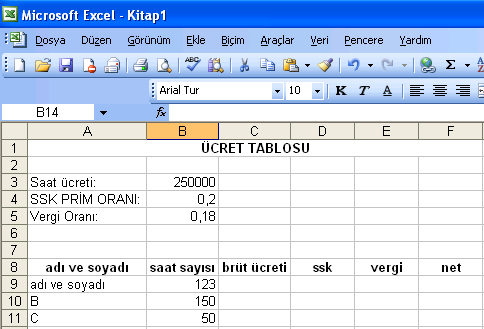 Microsoft Excel - Kitap1
Dosya Düzen Görünüm Ekle Biçim Araçlar Veri Pencere Yardım
ABC Σ
Arial Tur 10 K T A
B14 fx
A B C D E F
1 ÜCRET TABLOSU
2
3 Saat ücreti: 250000
4 SSK PRİM ORANI: 0,2
5 Vergi Oranı: 0,18
6
7
8 adı ve soyadı saat sayısı brüt ücreti ssk vergi net
9 adı ve soyadı 123
10 B 150
11 C 50